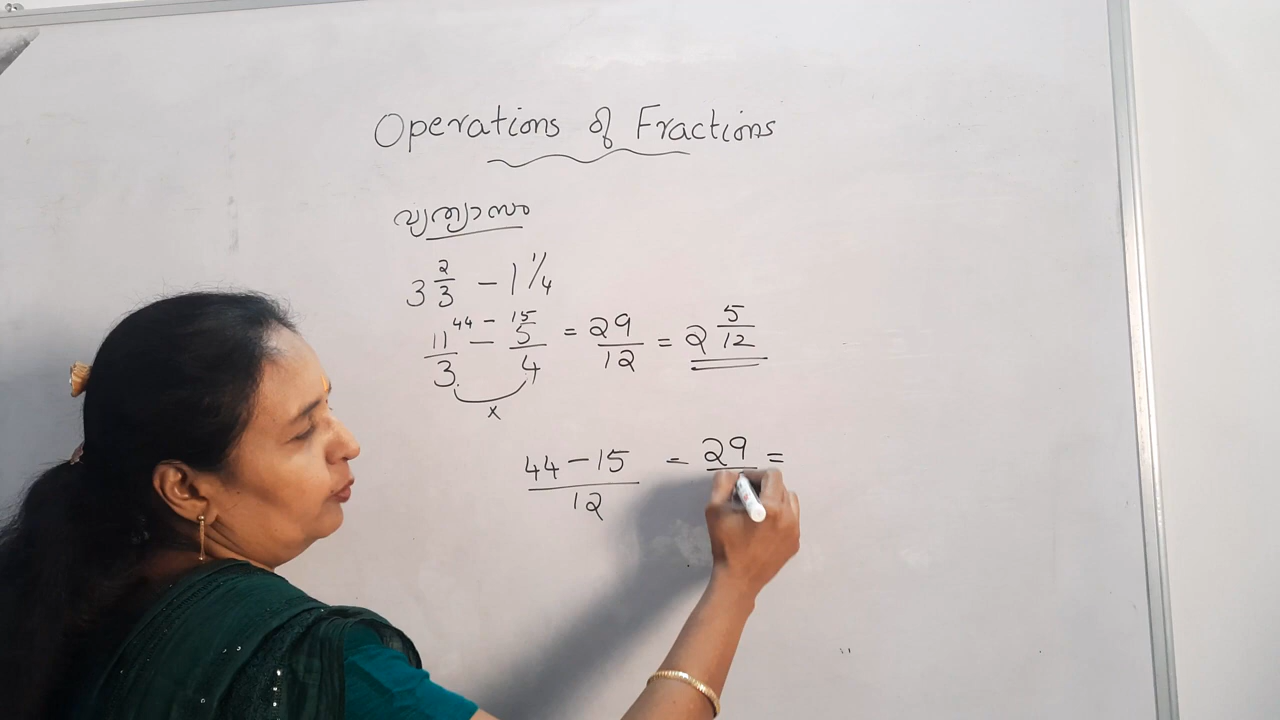 Operations of Fractions
വ്യത്യാസം
3 2/3 - 1 1/4
44 - 15
11/3 - 5/4 = 29/12 = 2 5/12
x
44 - 15 / 12 = 29 =